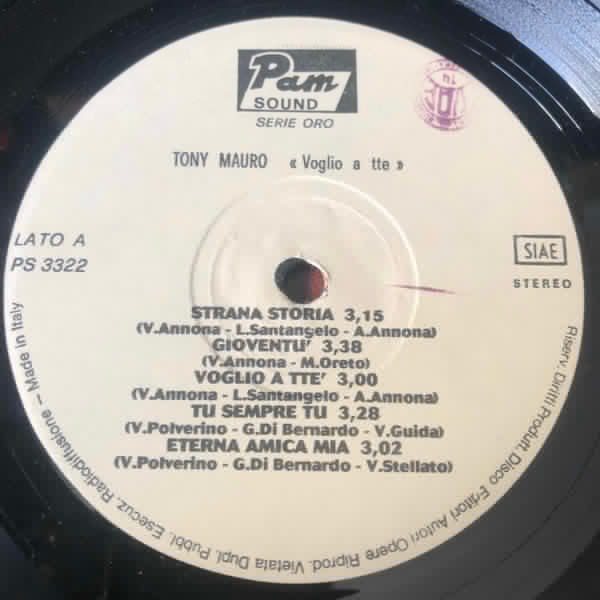 Pam
SOUND
SERIE ORO
TONY MAURO « Voglio a tte »
LATO A
PS 3322
SIAE
STEREO
STRANA STORIA 3,15
(V.Annona - L.Santangelo - A.Annona)
GIOVENTU' 3,38
(V.Annona - M.Oreto)
VOGLIO A TTE' 3,00
(V.Annona - L.Santangelo - A.Annona)
TU SEMPRE TU 3,28
(V.Polverino - G.Di Bernardo - V.Guida)
ETERNA AMICA MIA 3,02
(V.Polverino - G.Di Bernardo - V.Stellato)
Riserv. Diritti Produtt. Disco Editori Autori Opere Riprod. Vietata Dupl. Pubbl. Esecuz. Radiodiffusione – Made in Italy